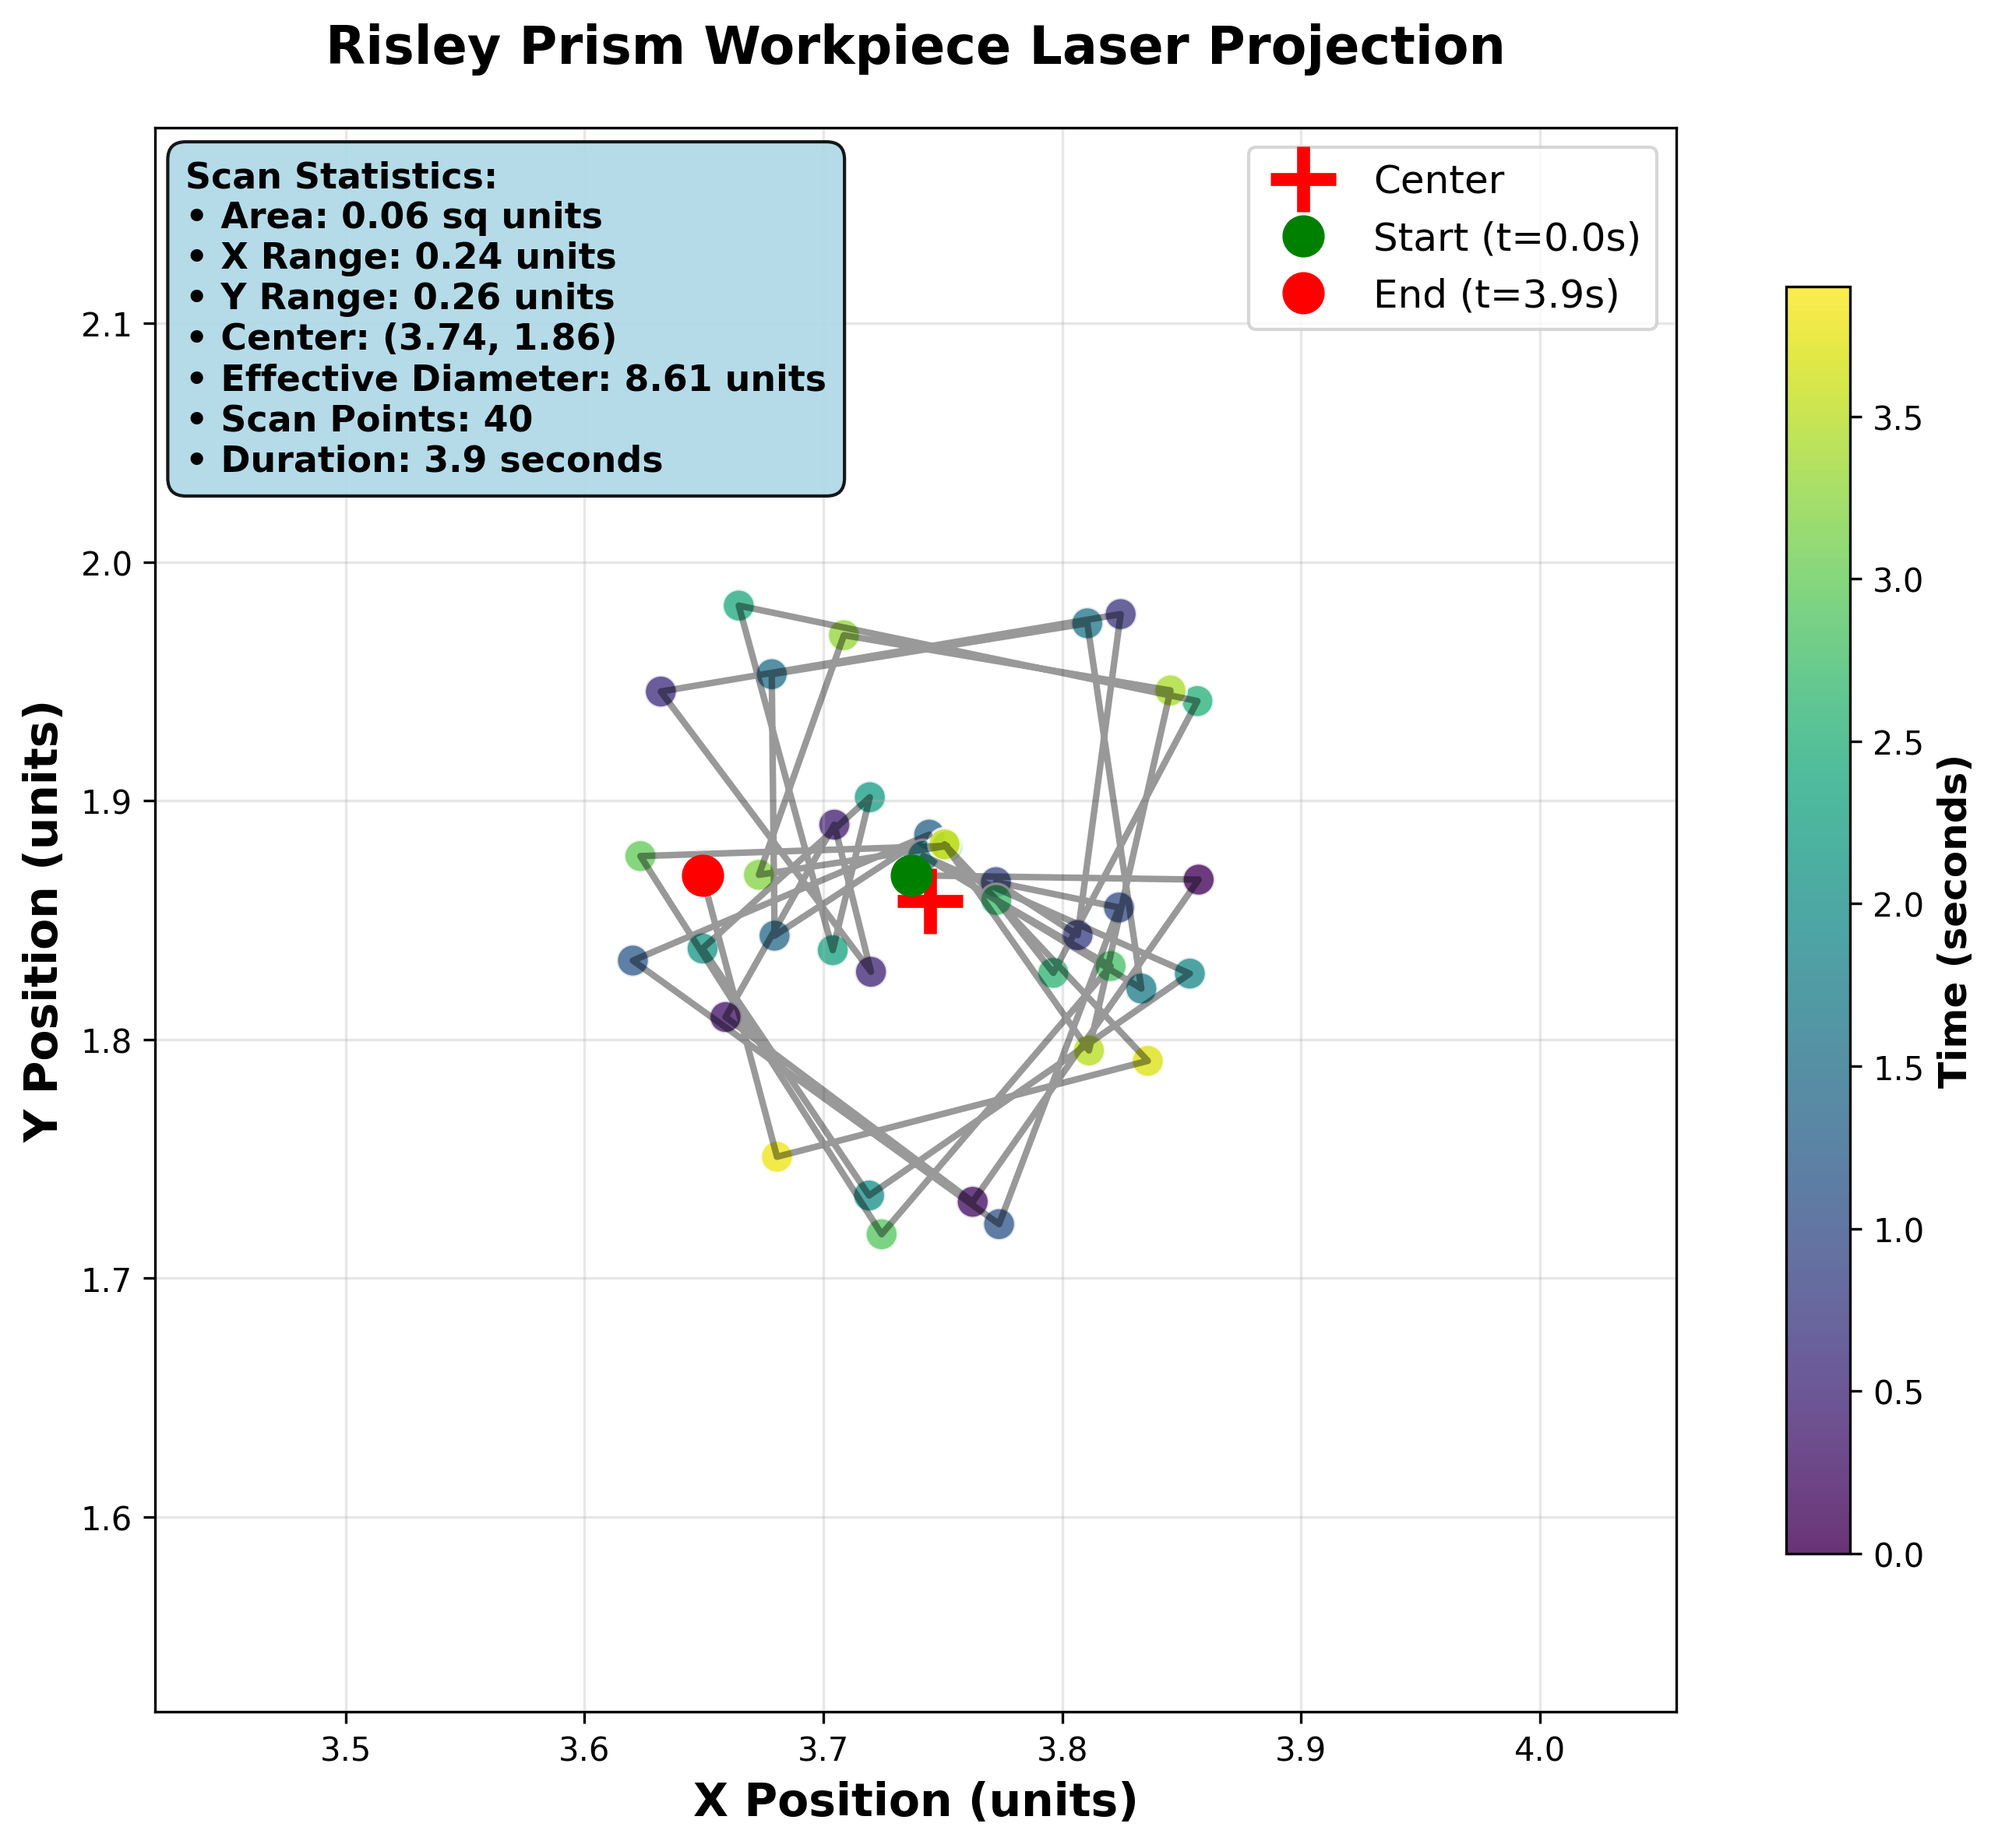 Risley Prism Workpiece Laser Projection
Scan Statistics:
• Area: 0.06 sq units
• X Range: 0.24 units
• Y Range: 0.26 units
• Center: (3.74, 1.86)
• Effective Diameter: 8.61 units
• Scan Points: 40
• Duration: 3.9 seconds
Center
Start (t=0.0s)
End (t=3.9s)
Y Position (units)
2.1
2.0
1.9
1.8
1.7
1.6
3.5
3.6
3.7
3.8
3.9
4.0
X Position (units)
3.5
3.0
2.5
2.0
1.5
1.0
0.5
0.0
Time (seconds)